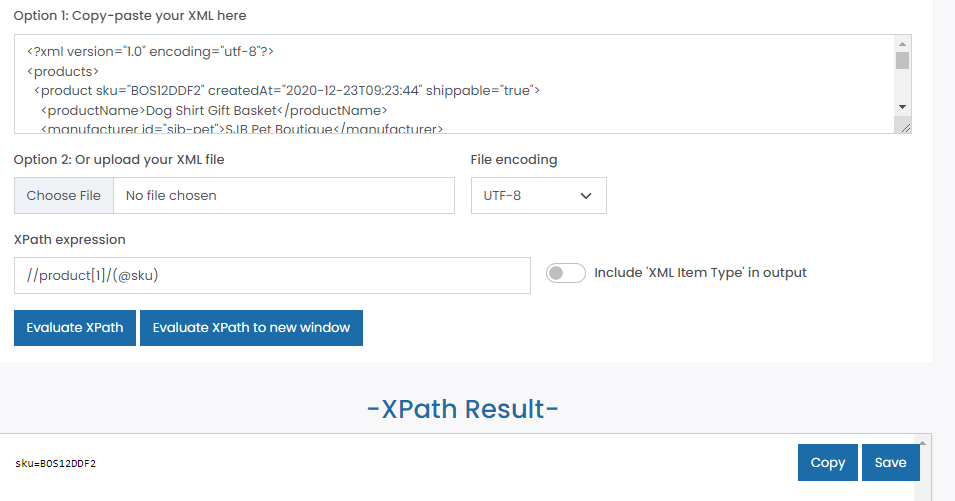 Option 1: Copy-paste your XML here
<?xml version="1.0" encoding="utf-8"?>
<products>
<product sku="BOS12DDF2" createdAt="2020-12-23T09:23:44" shippable="true">
<productName>Dog Shirt Gift Basket</productName>
<manufacturer id="sjb-pet">SJB Pet Boutique</manufacturer>
Option 2: Or upload your XML file
File encoding
Choose File No file chosen
UTF-8
XPath expression
//product[1]/(@sku)
Include 'XML Item Type' in output
Evaluate XPath
Evaluate XPath to new window
-XPath Result-
sku=BOS12DDF2
Copy
Save